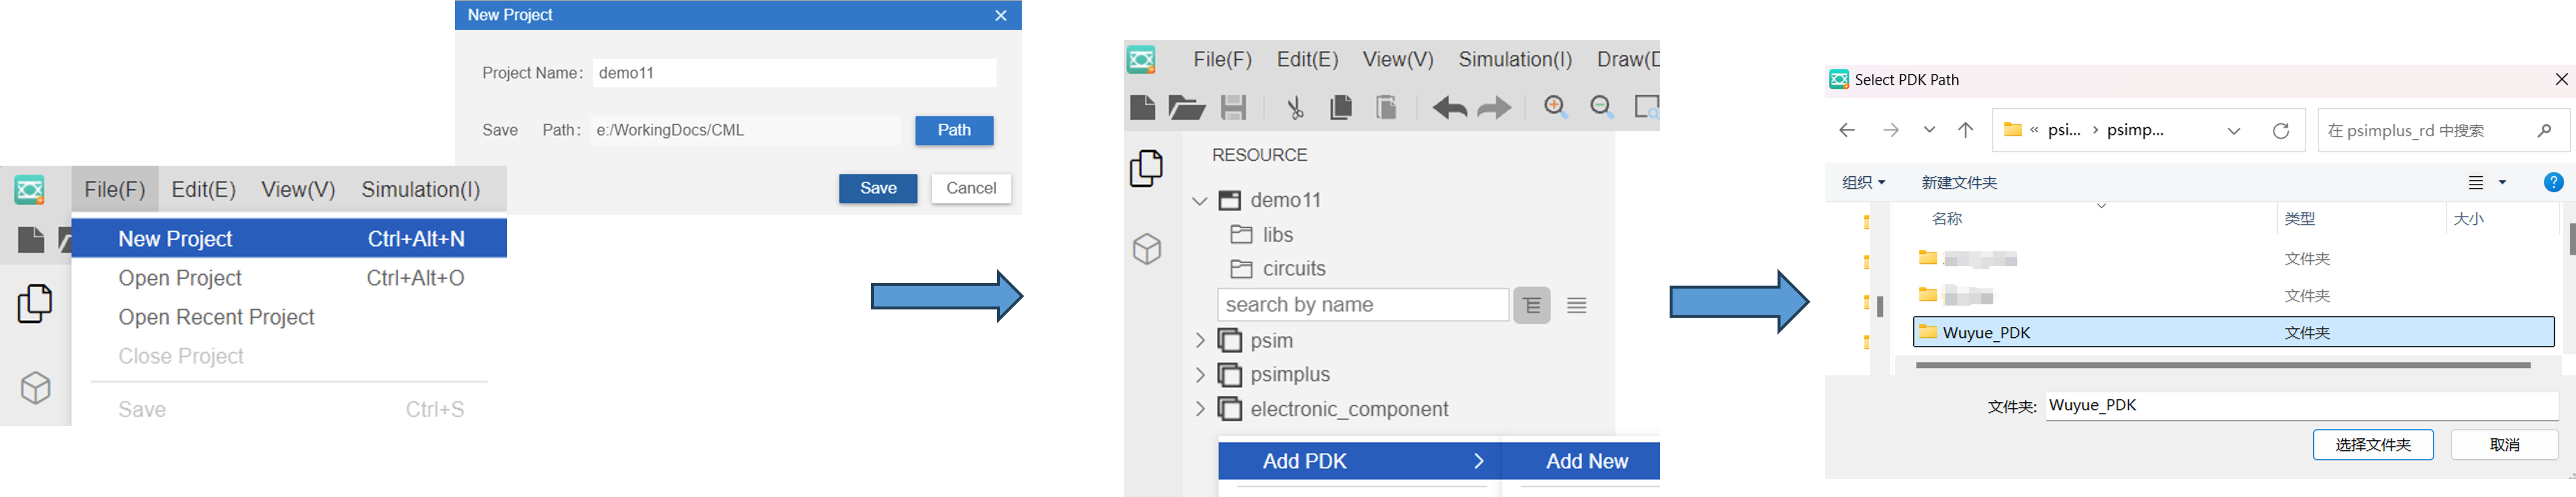 New Project
Project Name: demo11
Save Path: e:/WorkingDocs/CML Path
Save Cancel
File(F) Edit(E) View(V) Simulation(I)
New Project Ctrl+Alt+N
Open Project Ctrl+Alt+O
Open Recent Project
Close Project
Save Ctrl+S
File(F) Edit(E) View(V) Simulation(I) Draw(D
RESOURCE
demo11
libs
circuits
search by name
psim
psimplus
electronic_component
Add PDK Add New
Select PDK Path
« psi... › psimp... 在 psimplus_rd 中搜索
组织 新建文件夹
名称 类型 大小
文件夹
文件夹
Wuyue_PDK 文件夹
文件夹: Wuyue_PDK
选择文件夹 取消